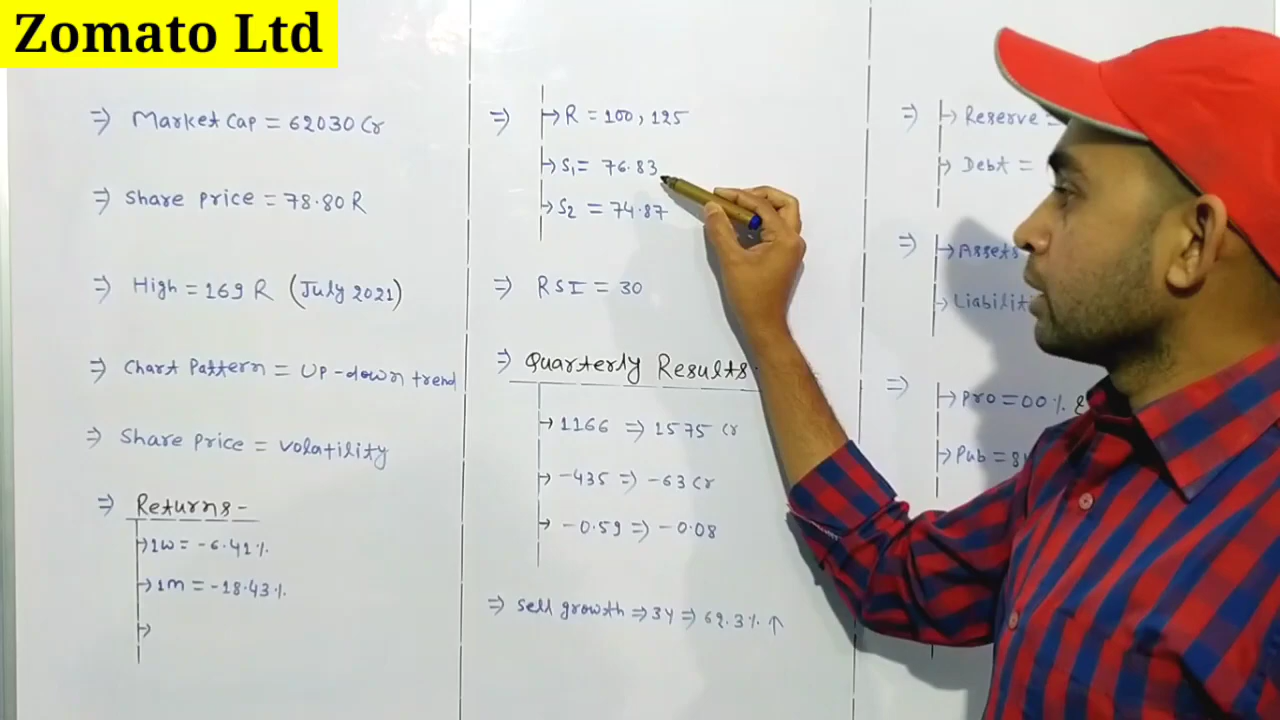 Zomato Ltd
⇒ Market Cap = 62030 Cr
⇒ Share price = 78.80 R
⇒ High = 169 R (July 2021)
⇒ Chart Pattern = UP-down trend
⇒ Share Price = volatility
⇒ Returns -
→ 1w = -6.41%.
→ 1m = -18.43%.
→
⇒ → R = 100, 125
→ S1 = 76.83
→ S2 = 74.87
⇒ RSI = 30
⇒ Quarterly Results
→ 1166 ⇒ 1575 Cr
→ -435 ⇒ -63 Cr
→ -0.59 ⇒ -0.08
⇒ Sell growth ⇒ 3Y ⇒ 62.3% ↑
⇒ → Reserve =
→ Debt =
⇒ → Assets
→ Liabiliti
⇒ → Pro = 00%
→ Pub =